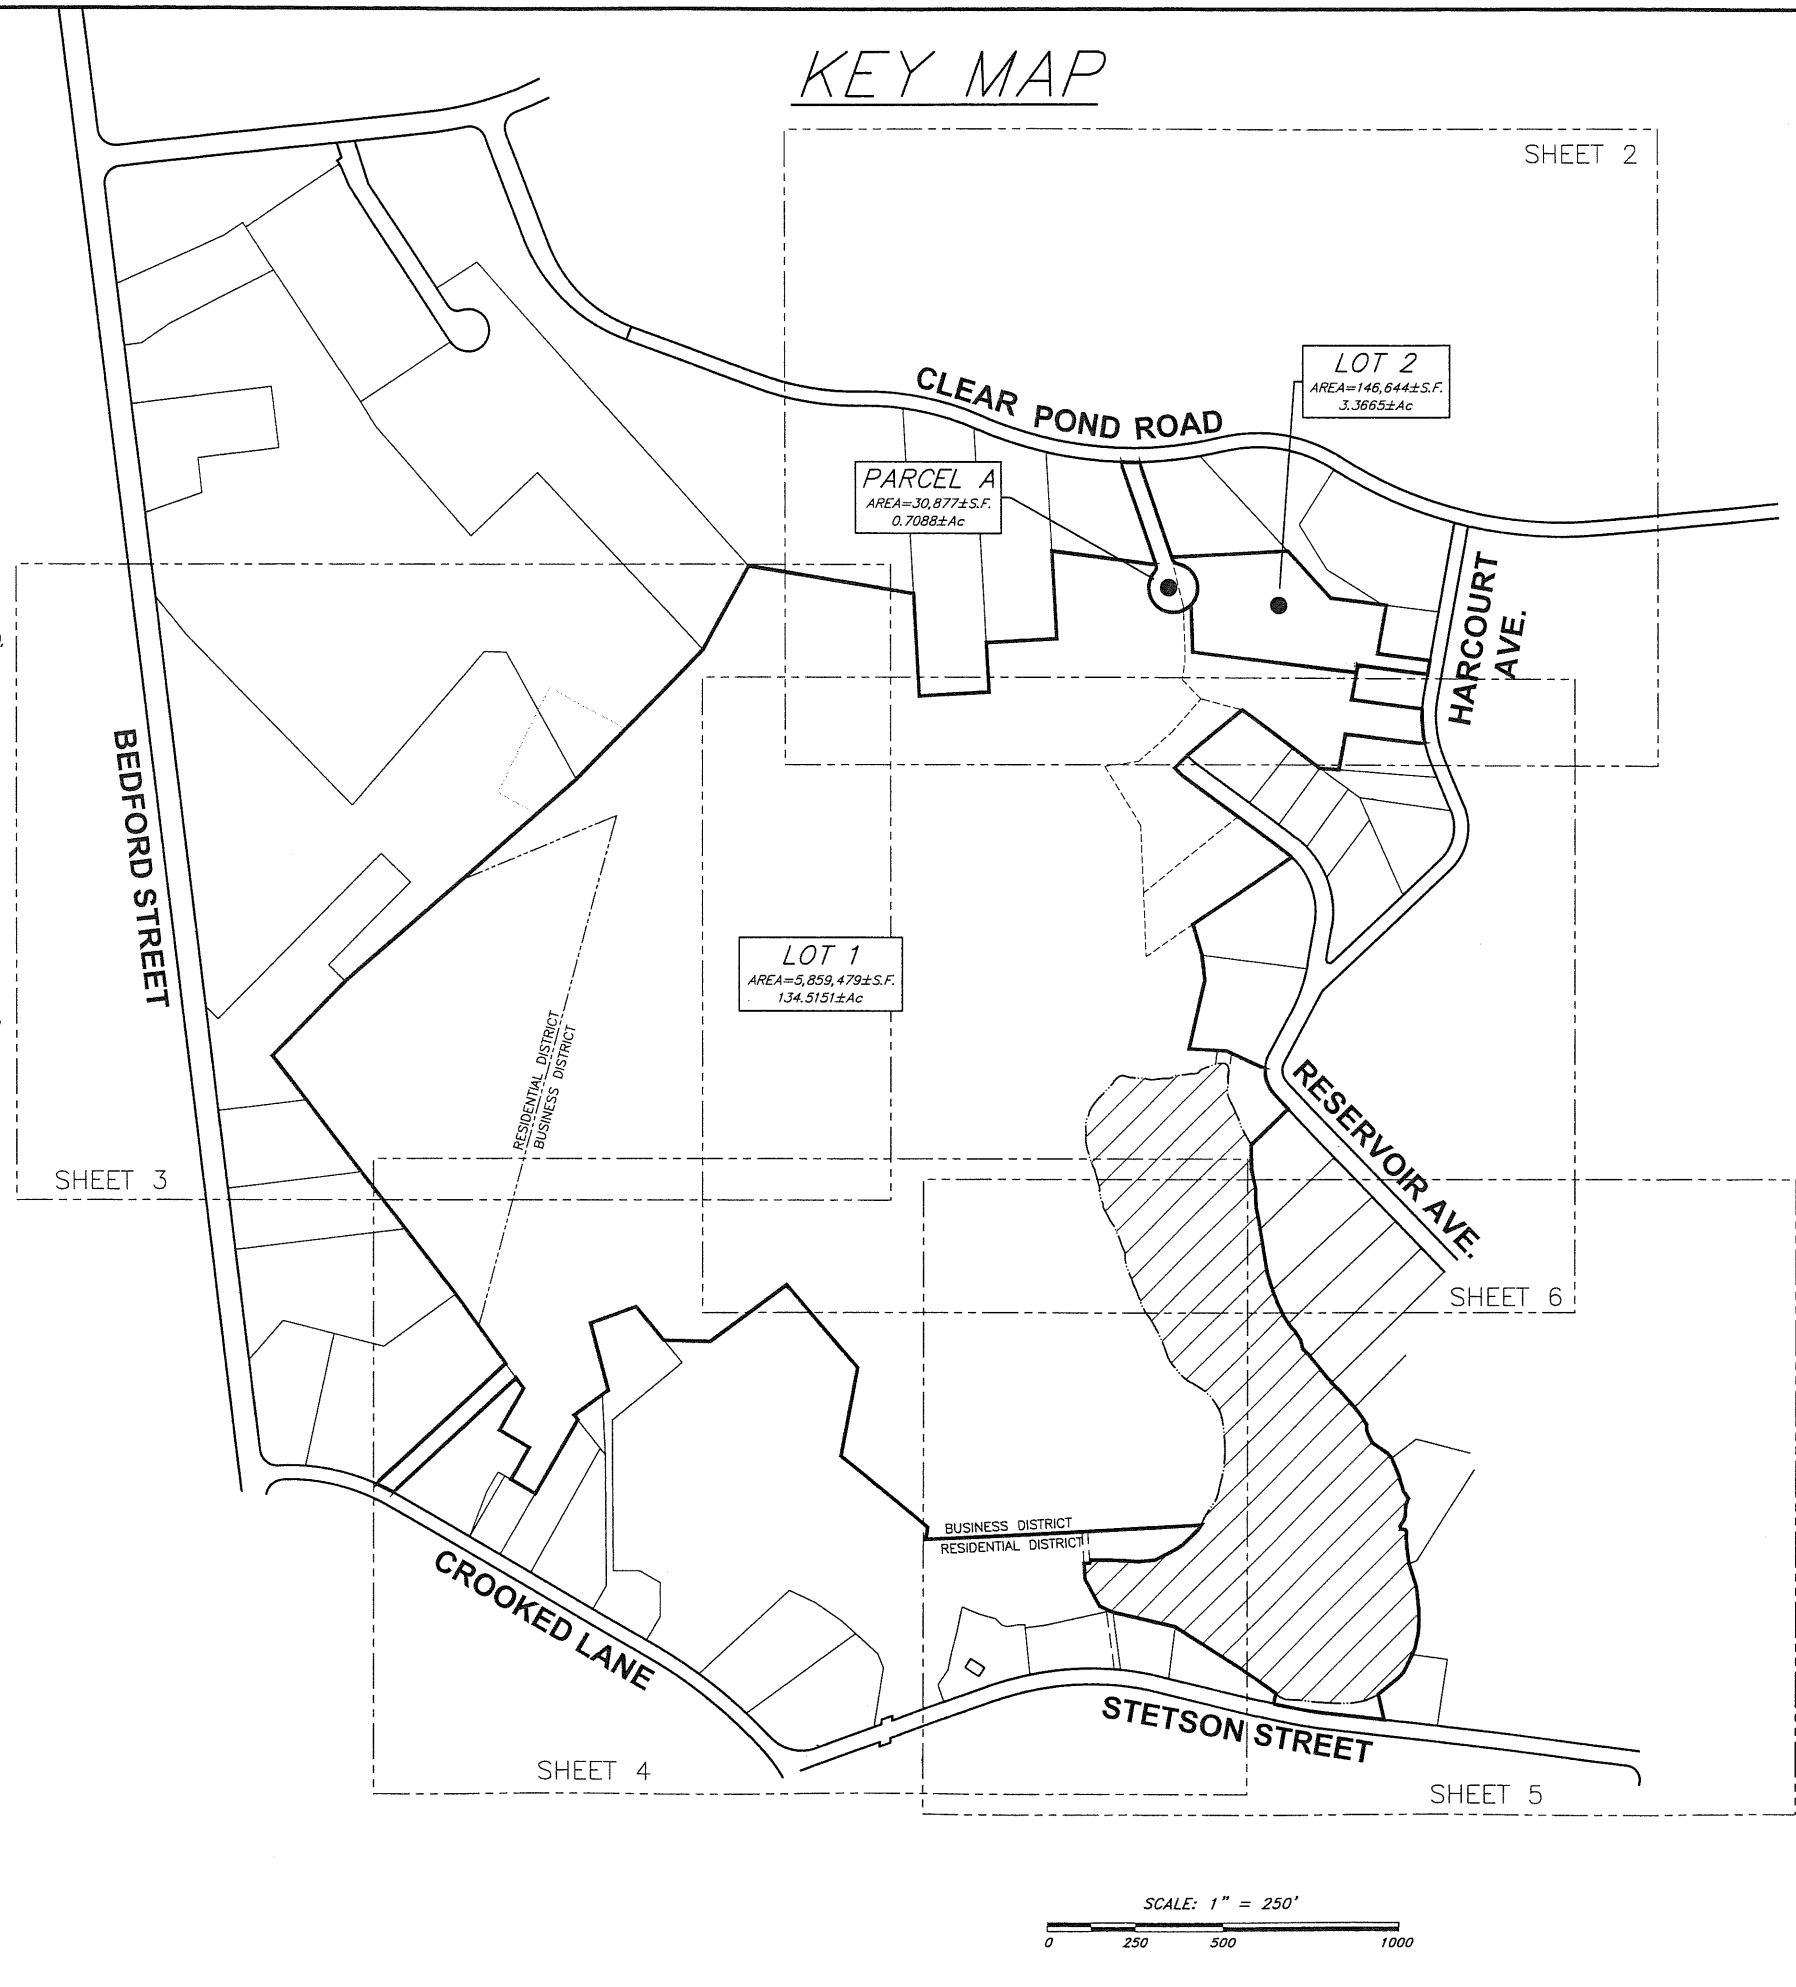 KEY MAP
SHEET 2
LOT 2
AREA=146,644±S.F.
3.3665±Ac
CLEAR POND ROAD
PARCEL A
AREA=30,877±S.F.
0.7088±Ac
HARCOURT
AVE.
BEDFORD STREET
LOT 1
AREA=5,859,479±S.F.
134.5151±Ac
RESIDENTIAL DISTRICT
BUSINESS DISTRICT
RESERVOIR AVE.
SHEET 3
SHEET 6
BUSINESS DISTRICT
RESIDENTIAL DISTRICT
CROOKED LANE
STETSON STREET
SHEET 4
SHEET 5
SCALE: 1" = 250'
0 250 500 1000